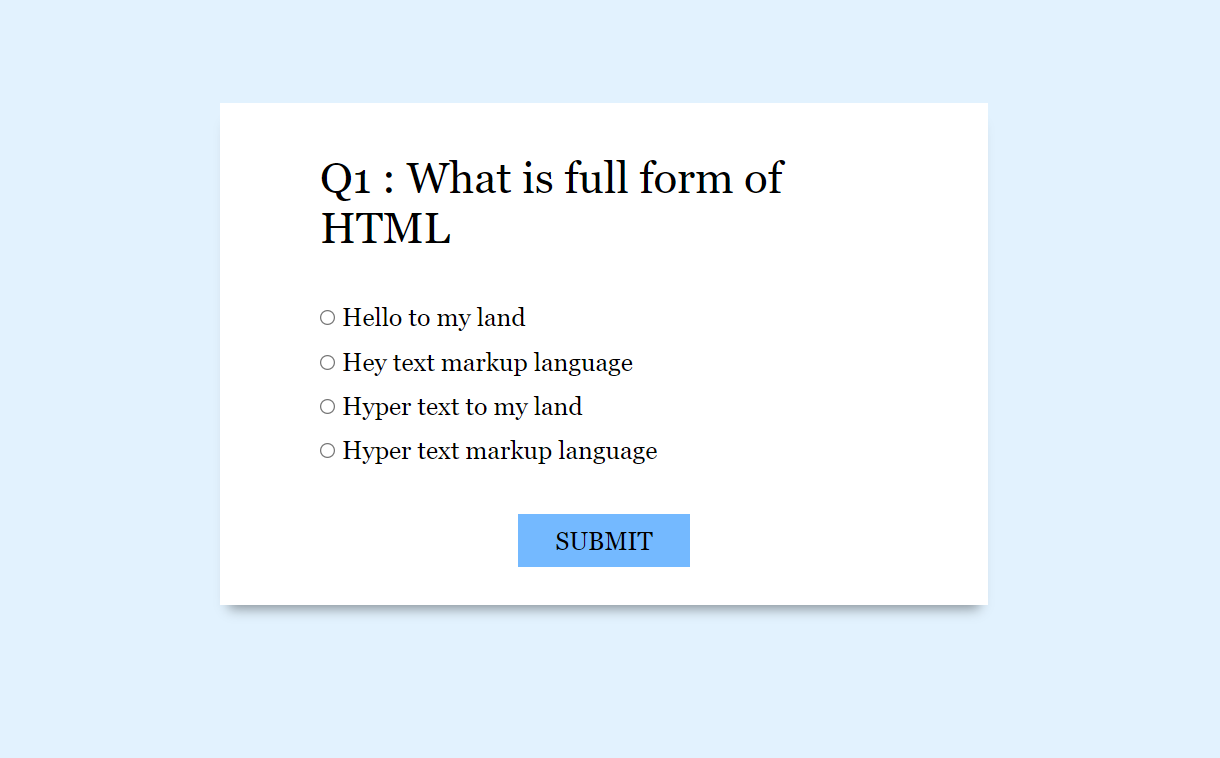 Q1 : What is full form of
HTML
Hello to my land
Hey text markup language
Hyper text to my land
Hyper text markup language
SUBMIT